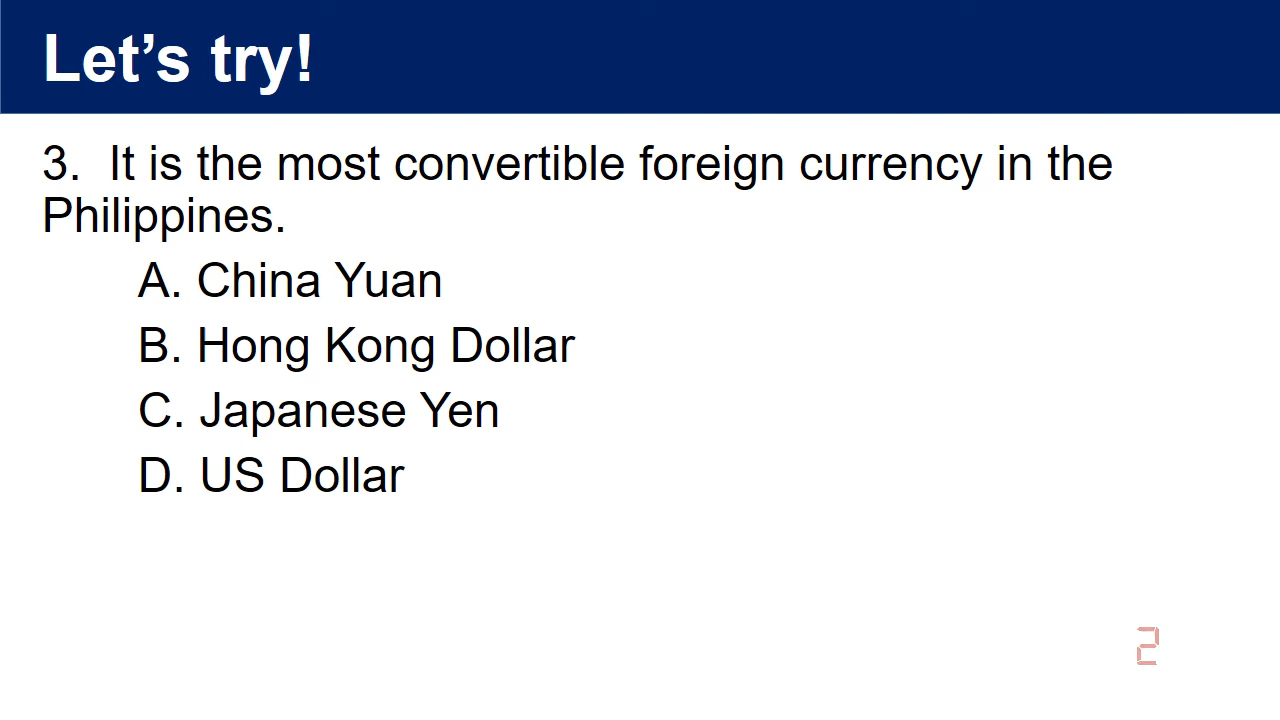 Let’s try!
3.  It is the most convertible foreign currency in the
Philippines.
A. China Yuan
B. Hong Kong Dollar
C. Japanese Yen
D. US Dollar
2